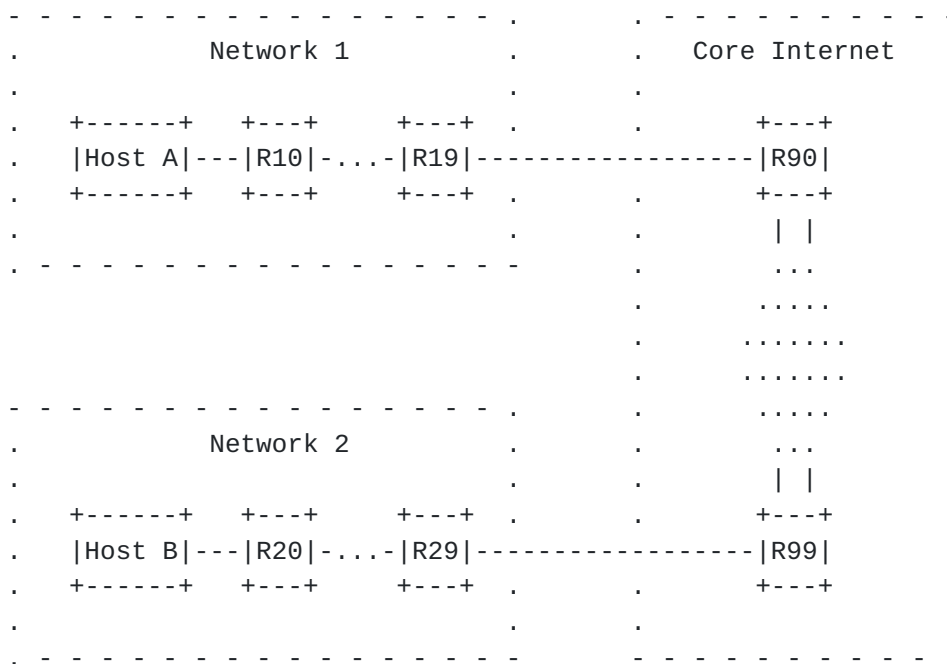 - - - - - - - - - - - - - - - - - .       . - - - - - - - - - -
.            Network 1          .       .   Core Internet
.                               .       .
.   +------+   +---+     +---+  .       .       +---+
.   |Host A|---|R10|-...-|R19|------------------|R90|
.   +------+   +---+     +---+  .       .       +---+
.                               .       .        | |
. - - - - - - - - - - - - - - - -       .        ...
                                        .       .....
                                        .      .......
                                        .      .......
- - - - - - - - - - - - - - - - .       .       .....
.            Network 2          .       .        ...
.                               .       .        | |
.   +------+   +---+     +---+  .       .       +---+
.   |Host B|---|R20|-...-|R29|------------------|R99|
.   +------+   +---+     +---+  .       .       +---+
.                               .       .
. - - - - - - - - - - - - - - - -       - - - - - - - - - -